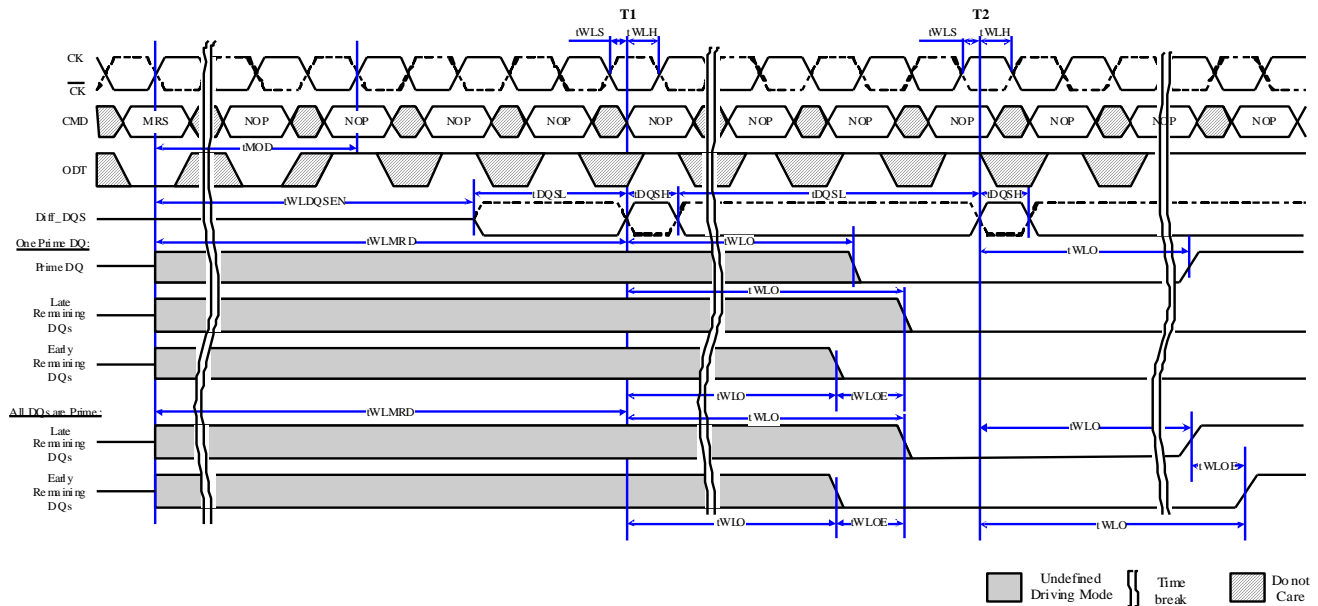 T1 T2
tWLS tWLH tWLS tWLH
CK
CK
CMD MRS NOP NOP NOP NOP NOP NOP NOP NOP NOP NOP NOP
tMOD
ODT
tDQSL tDQSH tDQSL tDQSH
tWLDQSEN
Diff_DQS
One Prime DQ: tWLMRD tWLO
tWLO
Prime DQ
Late
Remaining
DQs
tWLO
Early
Remaining
DQs
tWLO tWLOE
All DQs are Prime: tWLMRD tWLO
tWLO
Late
Remaining
DQs
tWLOE
Early
Remaining
DQs
tWLO tWLOE tWLO
Undefined
Driving Mode
Time
break
Do not
Care